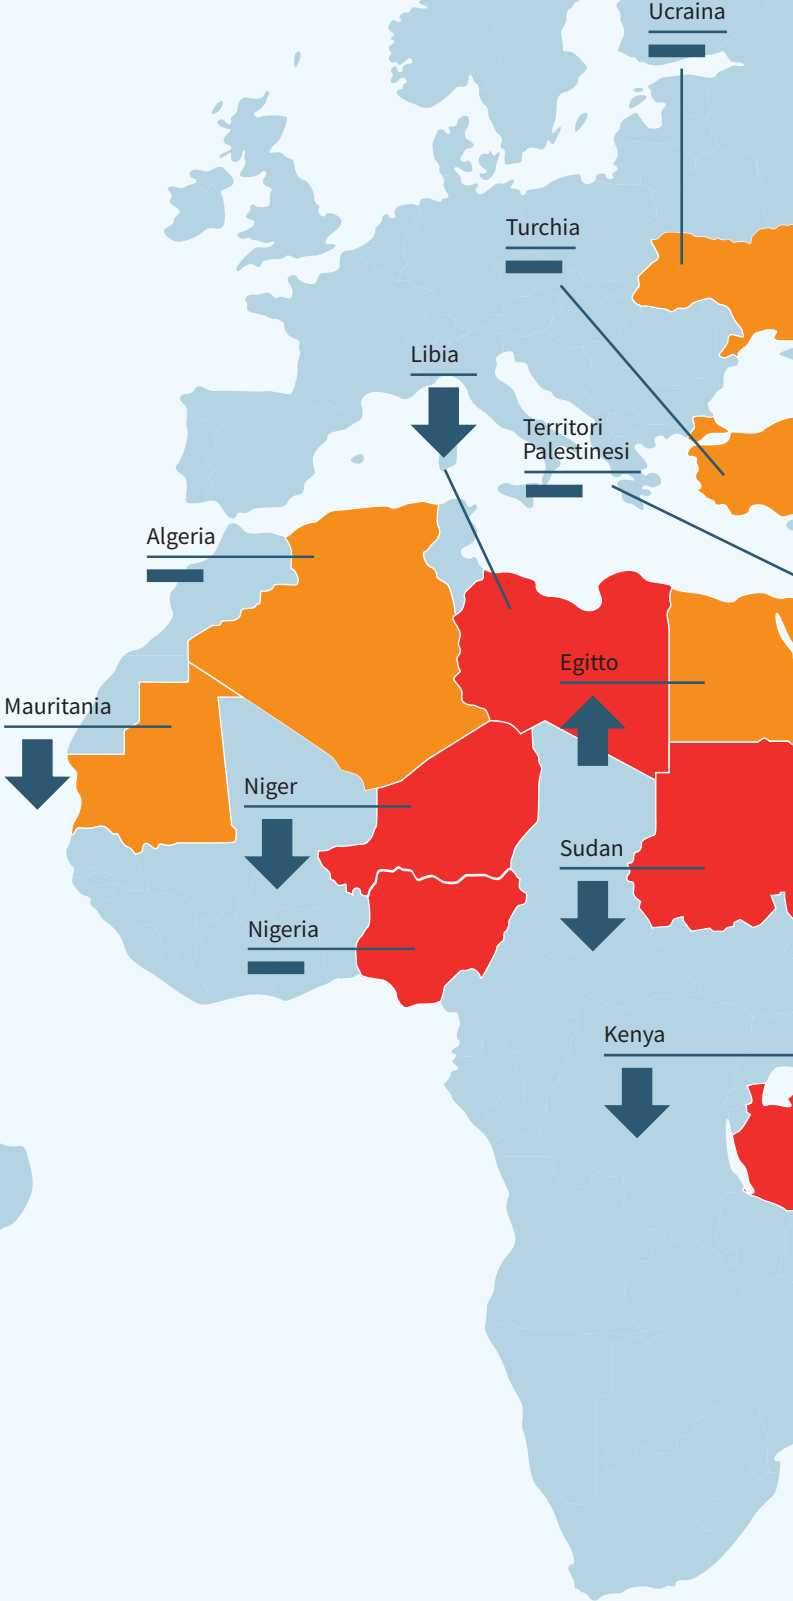 Ucraina
Turchia
Libia
Territori
Palestinesi
Algeria
Egitto
Mauritania
Niger
Sudan
Nigeria
Kenya